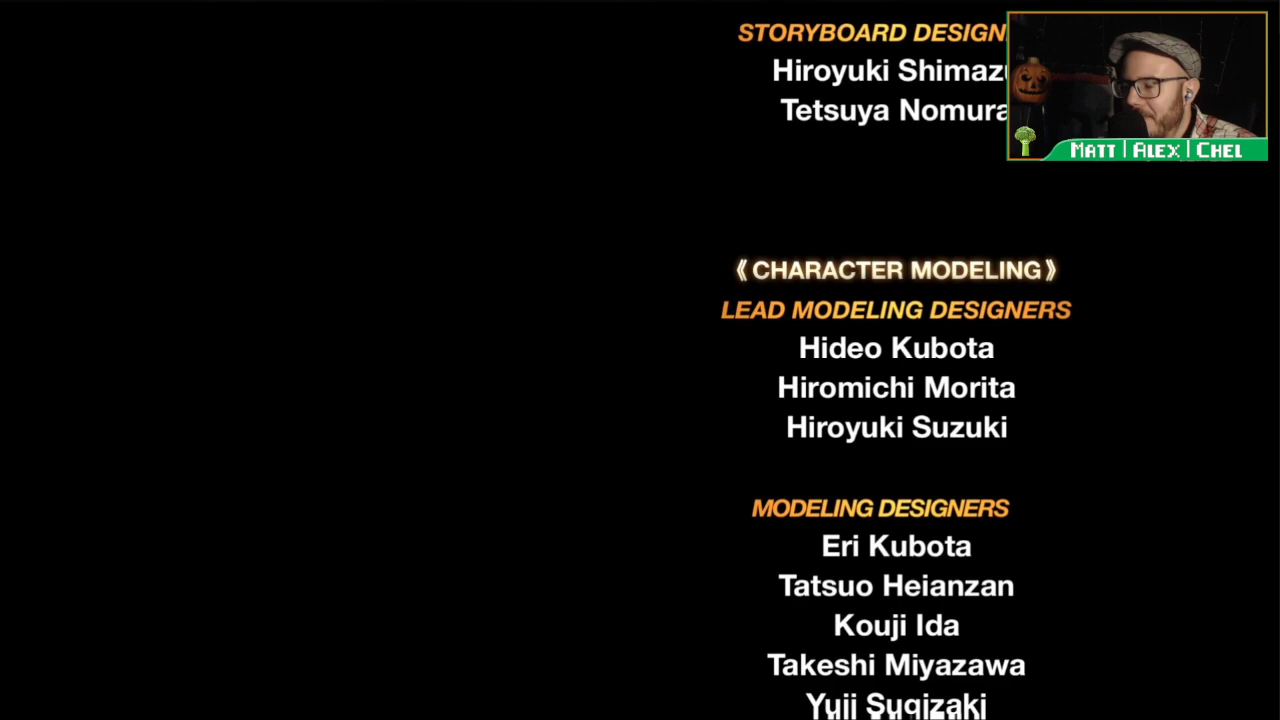 STORYBOARD DESIGN
Hiroyuki Shimaz
Tetsuya Nomura
Matt | Alex | Chel
《CHARACTER MODELING》
LEAD MODELING DESIGNERS
Hideo Kubota
Hiromichi Morita
Hiroyuki Suzuki
MODELING DESIGNERS
Eri Kubota
Tatsuo Heianzan
Kouji Ida
Takeshi Miyazawa
Yuji Sugizaki